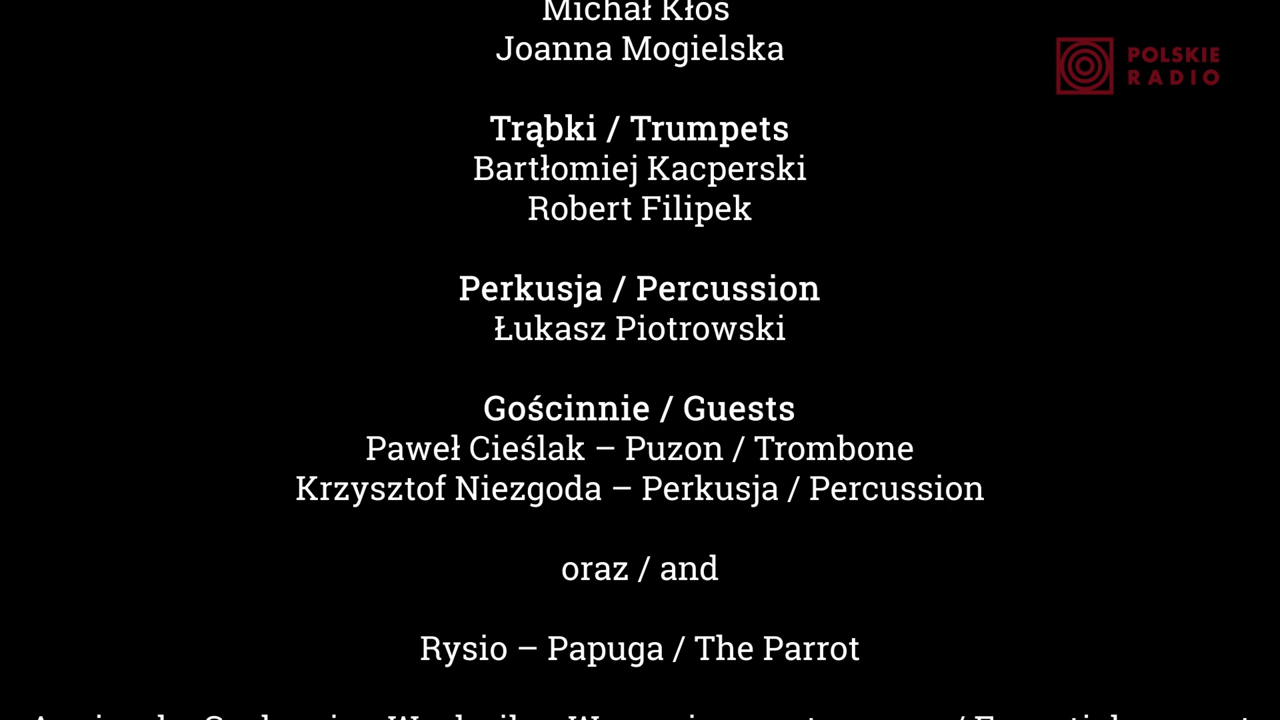 Michał Kłos
Joanna Mogielska
POLSKIE
RADIO
Trąbki / Trumpets
Bartłomiej Kacperski
Robert Filipek
Perkusja / Percussion
Łukasz Piotrowski
Gościnnie / Guests
Paweł Cieślak – Puzon / Trombone
Krzysztof Niezgoda – Perkusja / Percussion
oraz / and
Rysio – Papuga / The Parrot